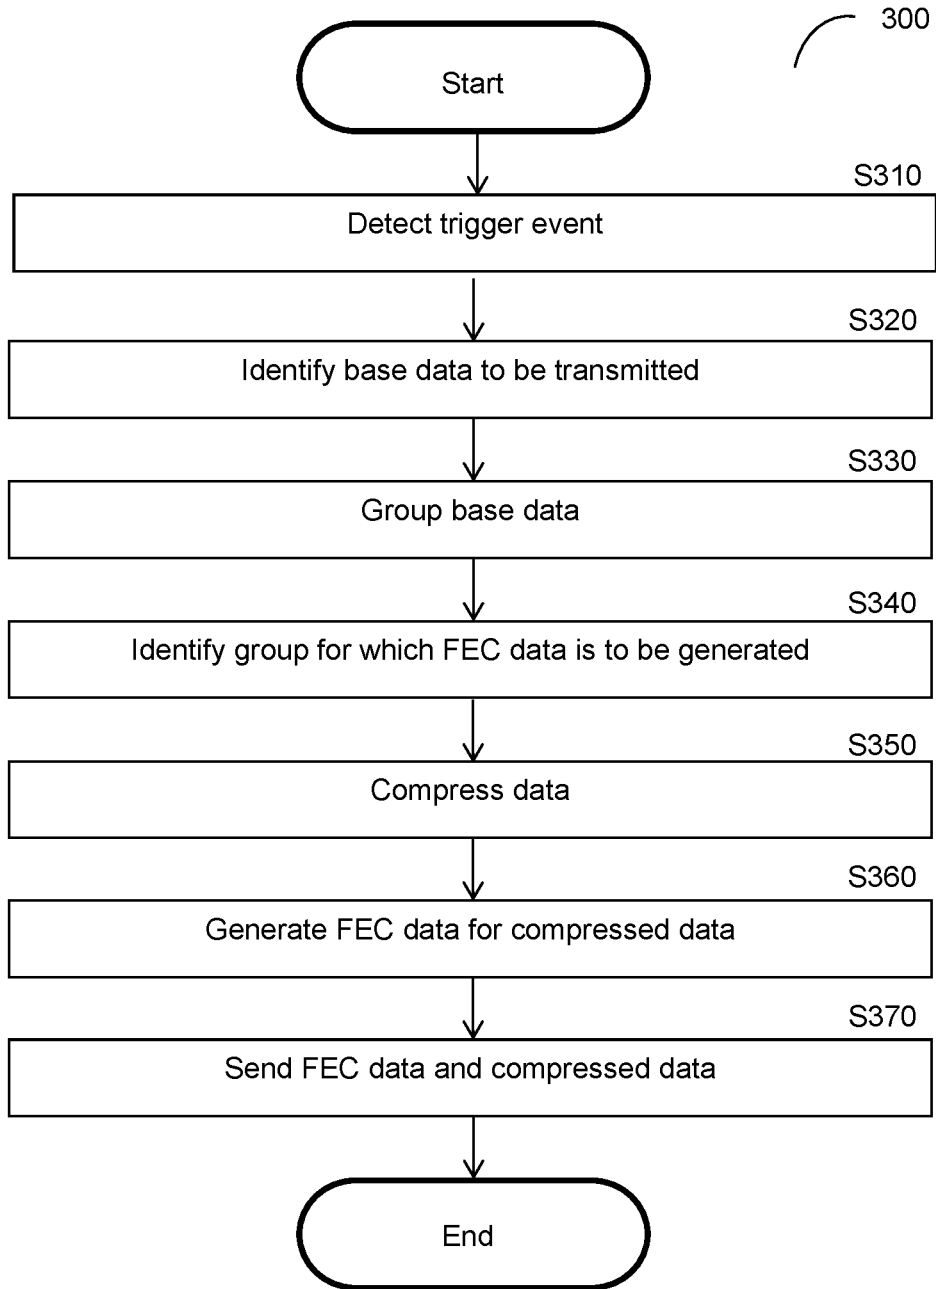 300
Start
S310
Detect trigger event
S320
Identify base data to be transmitted
S330
Group base data
S340
Identify group for which FEC data is to be generated
S350
Compress data
S360
Generate FEC data for compressed data
S370
Send FEC data and compressed data
End